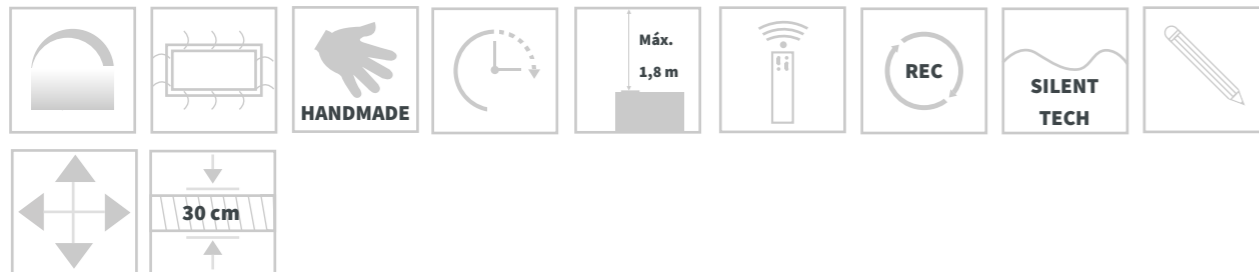 HANDMADE
Máx.
1,8 m
REC
SILENT
TECH
30 cm